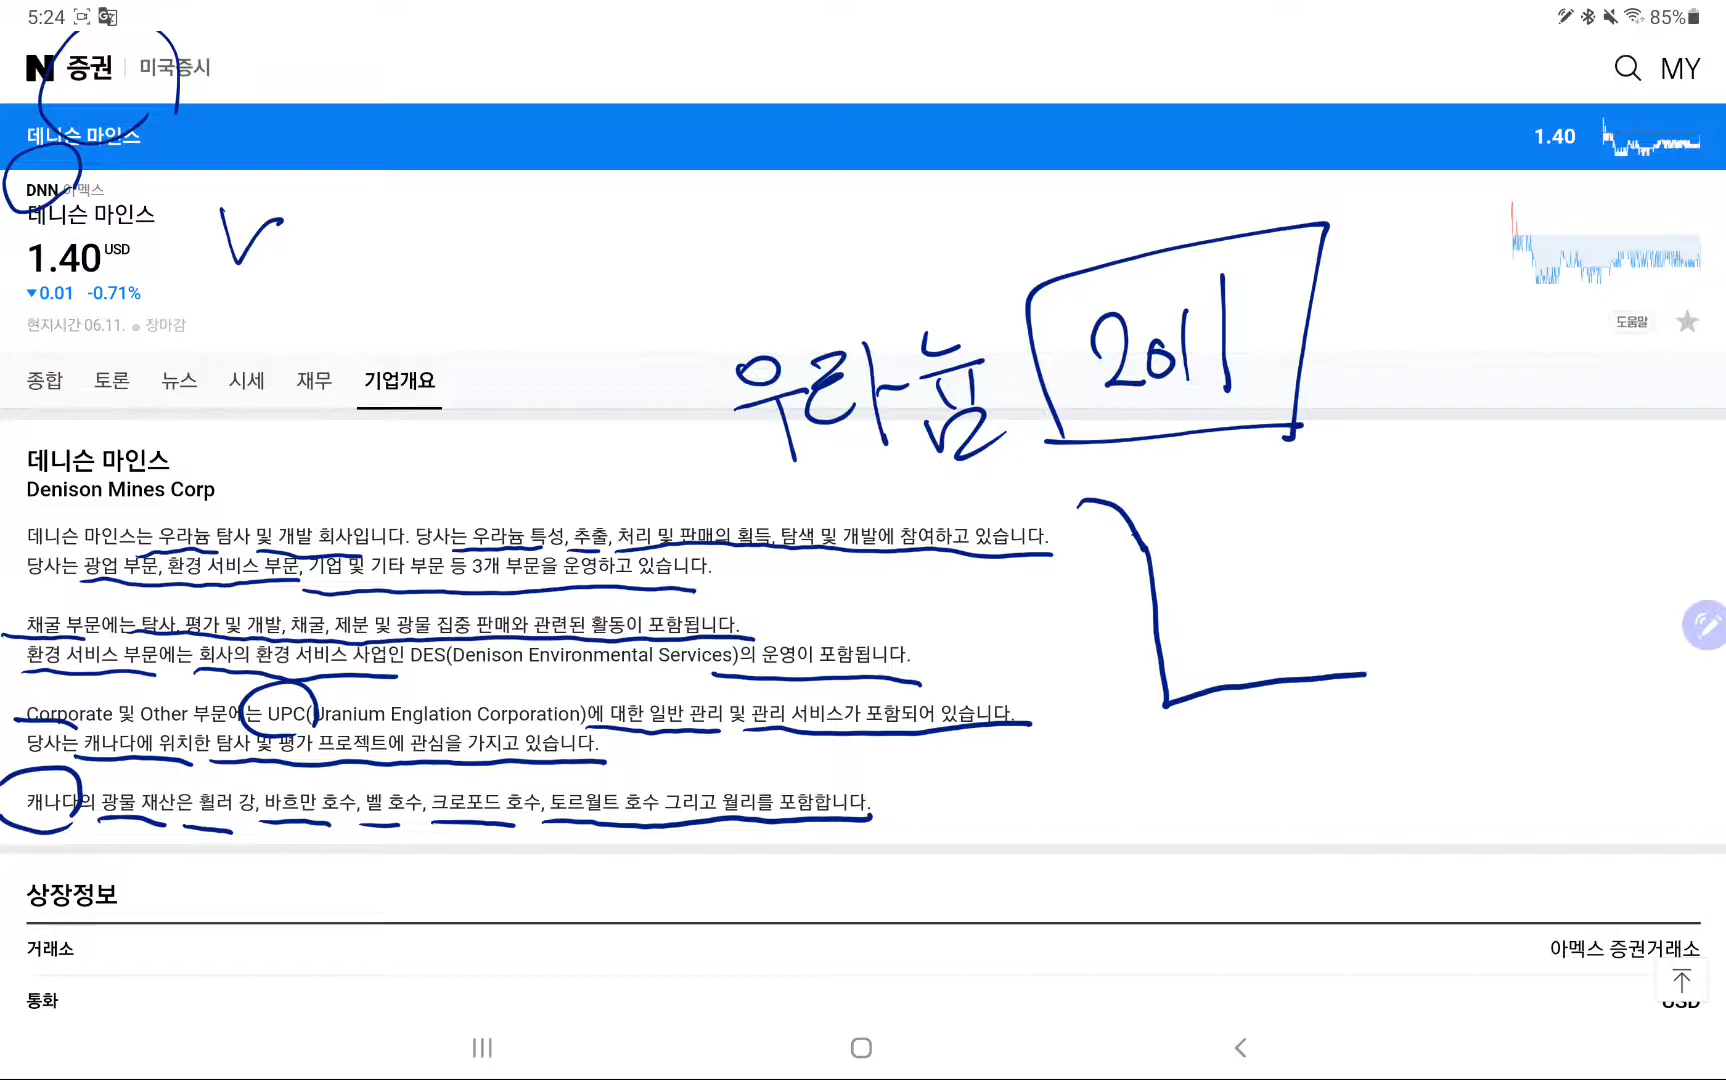 5:24
85%
N 증권 | 미국증시
MY
데니슨 마인스
1.40
DNN 아멕스
데니슨 마인스
1.40 USD
▼0.01 -0.71%
현지시간 06.11. 장마감
도움말
우라늄 2011
종합 토론 뉴스 시세 재무 기업개요
데니슨 마인스
Denison Mines Corp
데니슨 마인스는 우라늄 탐사 및 개발 회사입니다. 당사는 우라늄 특성, 추출, 처리 및 판매의 획득, 탐색 및 개발에 참여하고 있습니다.
당사는 광업 부문, 환경 서비스 부문, 기업 및 기타 부문 등 3개 부문을 운영하고 있습니다.
채굴 부문에는 탐사, 평가 및 개발, 채굴, 제분 및 광물 집중 판매와 관련된 활동이 포함됩니다.
환경 서비스 부문에는 회사의 환경 서비스 사업인 DES(Denison Environmental Services)의 운영이 포함됩니다.
Corporate 및 Other 부문에는 UPC(Uranium Englation Corporation)에 대한 일반 관리 및 관리 서비스가 포함되어 있습니다.
당사는 캐나다에 위치한 탐사 및 평가 프로젝트에 관심을 가지고 있습니다.
캐나다의 광물 재산은 휠러 강, 바흐만 호수, 벨 호수, 크로포드 호수, 토르월트 호수 그리고 월리를 포함합니다.
상장정보
거래소
아멕스 증권거래소
통화
USD